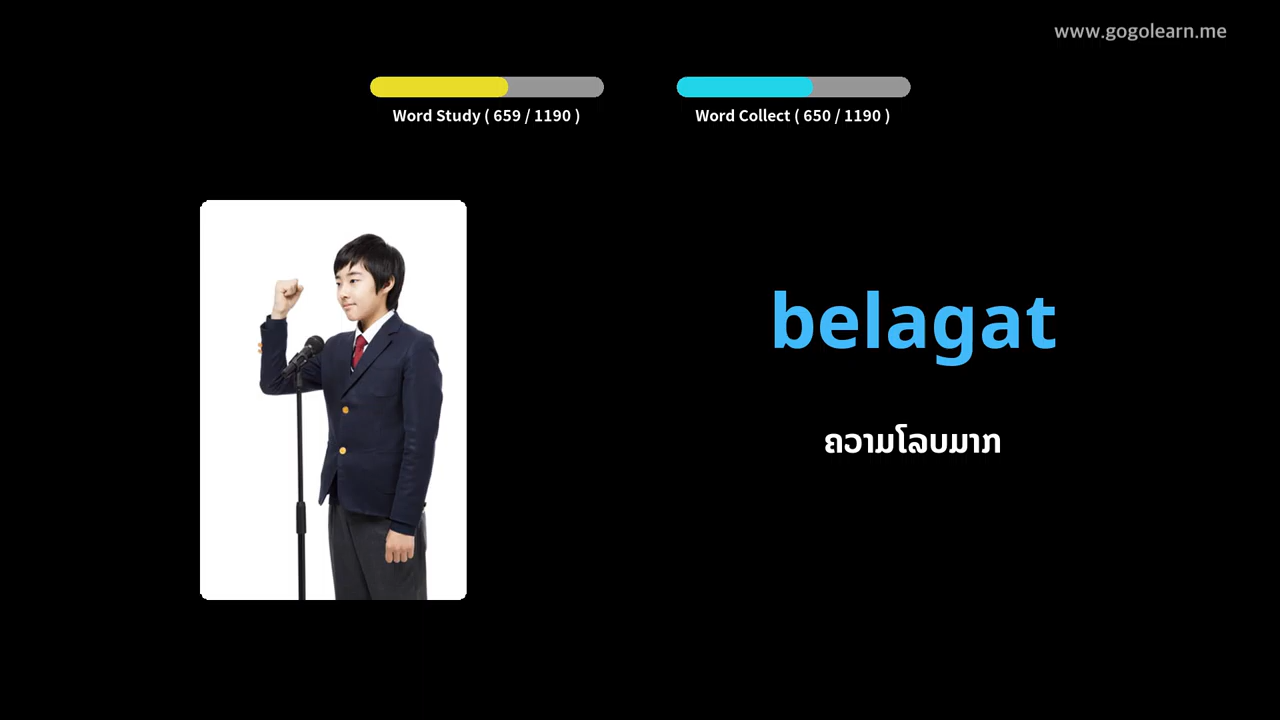 www.gogolearn.me
Word Study ( 659 / 1190 )
Word Collect ( 650 / 1190 )
belagat
ຄວາມໂລບມາກ